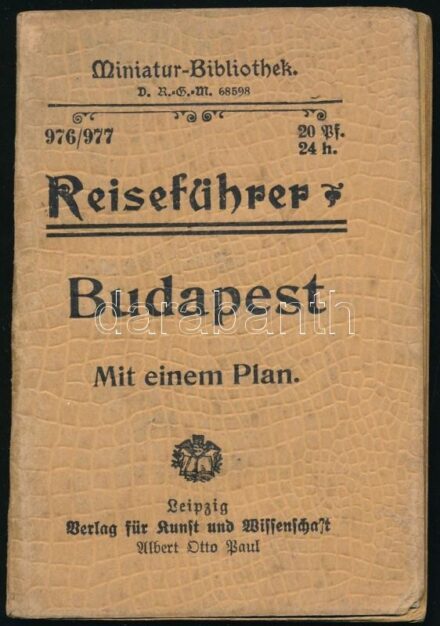 Miniatur-Bibliothek.
D. R.-G.-M. 68598
976/977
20 Pf.
24 h.
Reiseführer
Budapest
darabanth
Mit einem Plan.
Leipzig
Verlag für Kunst und Wissenschaft
Albert Otto Paul